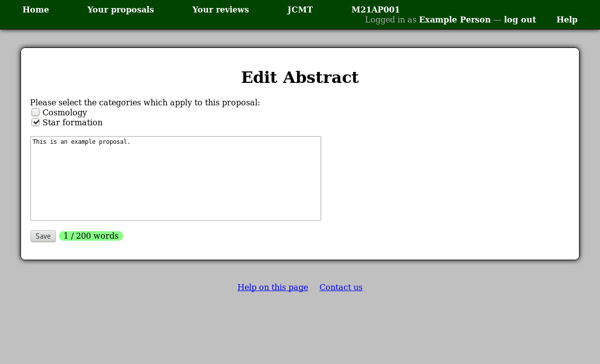 Home Your proposals Your reviews JCMT M21AP001
Logged in as Example Person — log out Help
Edit Abstract
Please select the categories which apply to this proposal:
Cosmology
Star formation
This is an example proposal.
Save 1 / 200 words
Help on this page Contact us